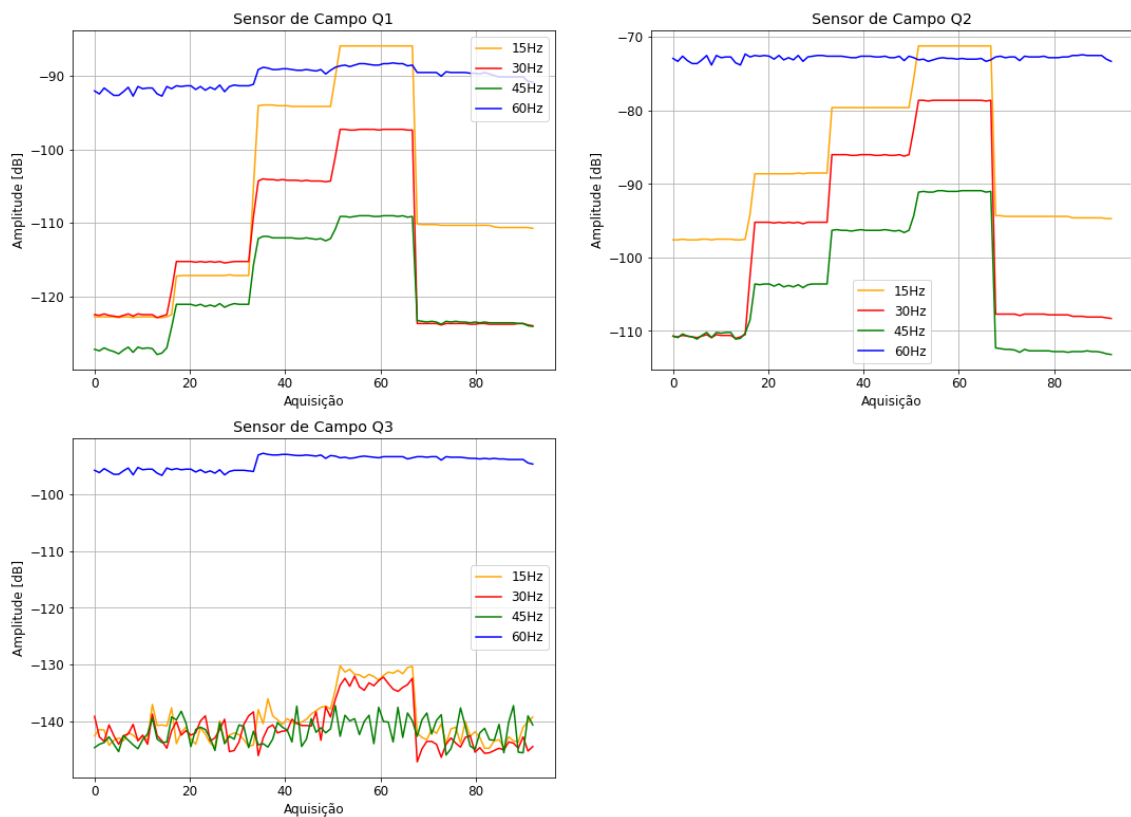 Sensor de Campo Q1
−90
−100
−110
−120
Amplitude [dB]
15Hz
30Hz
45Hz
60Hz
0
20
40
60
80
Aquisição
Sensor de Campo Q2
−70
−80
−90
−100
−110
Amplitude [dB]
15Hz
30Hz
45Hz
60Hz
0
20
40
60
80
Aquisição
Sensor de Campo Q3
−100
−110
−120
−130
−140
Amplitude [dB]
15Hz
30Hz
45Hz
60Hz
0
20
40
60
80
Aquisição